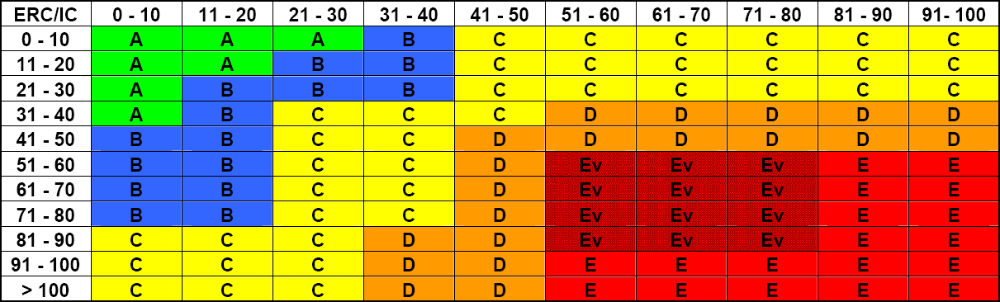 ERC/IC 0 - 10 11 - 20 21 - 30 31 - 40 41 - 50 51 - 60 61 - 70 71 - 80 81 - 90 91- 100
0 - 10 A A A B C C C C C C
11 - 20 A A B B C C C C C C
21 - 30 A B B B C C C C C C
31 - 40 A B C C C D D D D D
41 - 50 B B C C D D D D D D
51 - 60 B B C C D Ev Ev Ev E E
61 - 70 B B C C D Ev Ev Ev E E
71 - 80 B B C C D Ev Ev Ev E E
81 - 90 C C C D D Ev Ev Ev E E
91 - 100 C C C D D E E E E E
> 100 C C C D D E E E E E